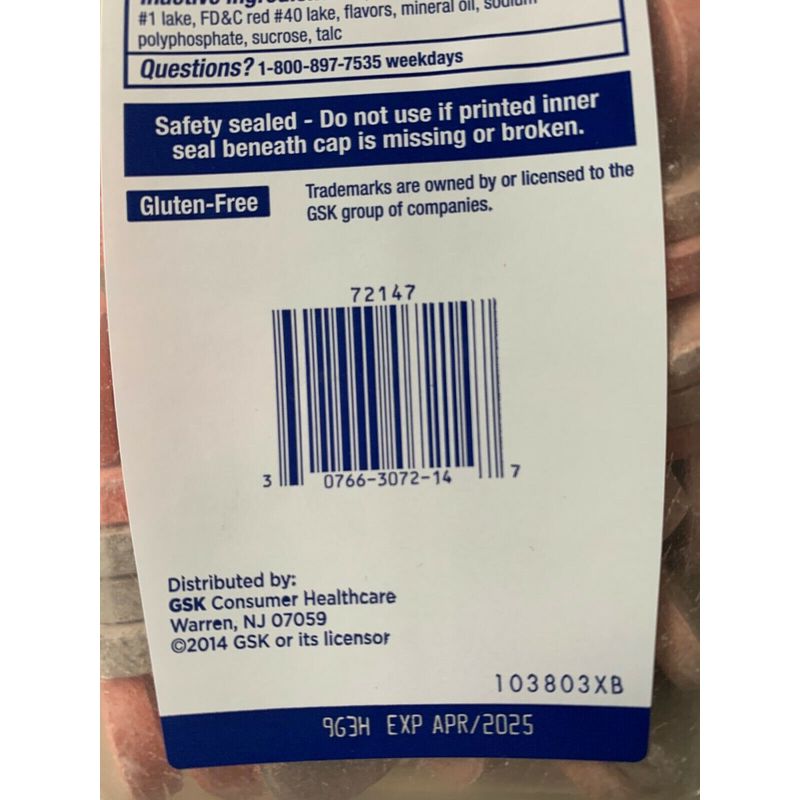 #1 lake, FD&C red #40 lake, flavors, mineral oil, sodium
polyphosphate, sucrose, talc
Questions? 1-800-897-7535 weekdays
Safety sealed - Do not use if printed inner
seal beneath cap is missing or broken.
Gluten-Free
Trademarks are owned by or licensed to the
GSK group of companies.
72147
3 0766-3072-14 7
Distributed by:
GSK Consumer Healthcare
Warren, NJ 07059
©2014 GSK or its licensor
103803XB
9G3H EXP APR/2025